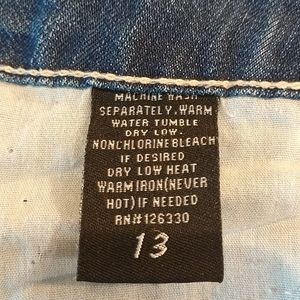 MACHINE WASH
SEPARATELY, WARM
WATER TUMBLE
DRY LOW.
NONCHLORINE BLEACH
IF DESIRED
DRY LOW HEAT
WARM IRON(NEVER
HOT) IF NEEDED
RN#126330
13